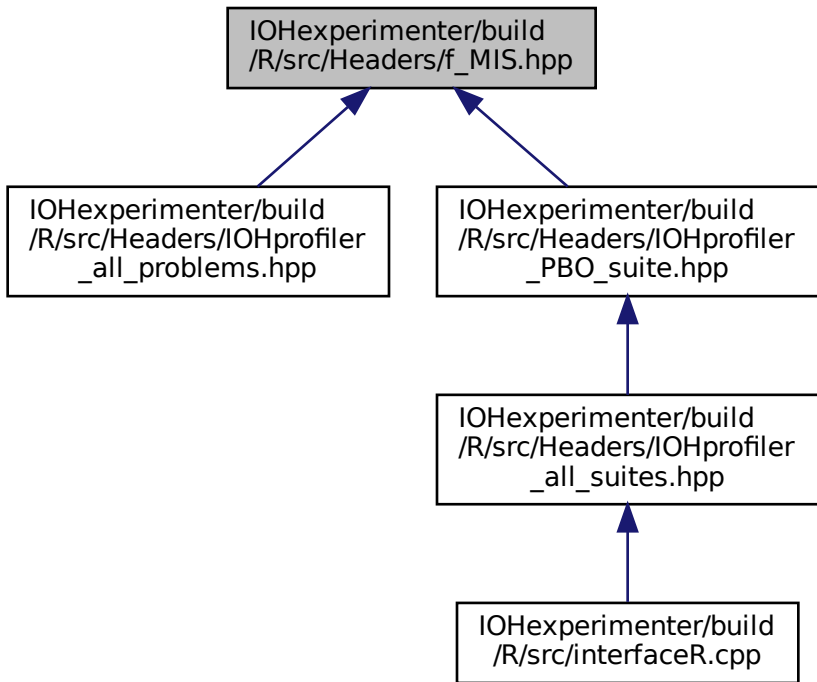 IOHexperimenter/build
/R/src/Headers/f_MIS.hpp
IOHexperimenter/build
/R/src/Headers/IOHprofiler
_all_problems.hpp
IOHexperimenter/build
/R/src/Headers/IOHprofiler
_PBO_suite.hpp
IOHexperimenter/build
/R/src/Headers/IOHprofiler
_all_suites.hpp
IOHexperimenter/build
/R/src/interfaceR.cpp